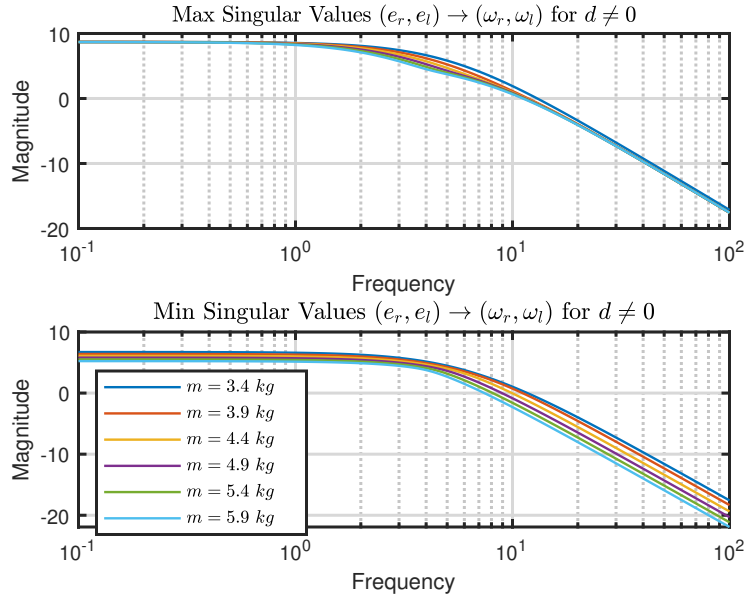 Max Singular Values (e_r, e_l) → (ω_r, ω_l) for d ≠ 0
10
0
-10
-20
Magnitude
10^-1 10^0 10^1 10^2
Frequency
Min Singular Values (e_r, e_l) → (ω_r, ω_l) for d ≠ 0
10
0
-10
-20
Magnitude
m = 3.4 kg
m = 3.9 kg
m = 4.4 kg
m = 4.9 kg
m = 5.4 kg
m = 5.9 kg
10^-1 10^0 10^1 10^2
Frequency